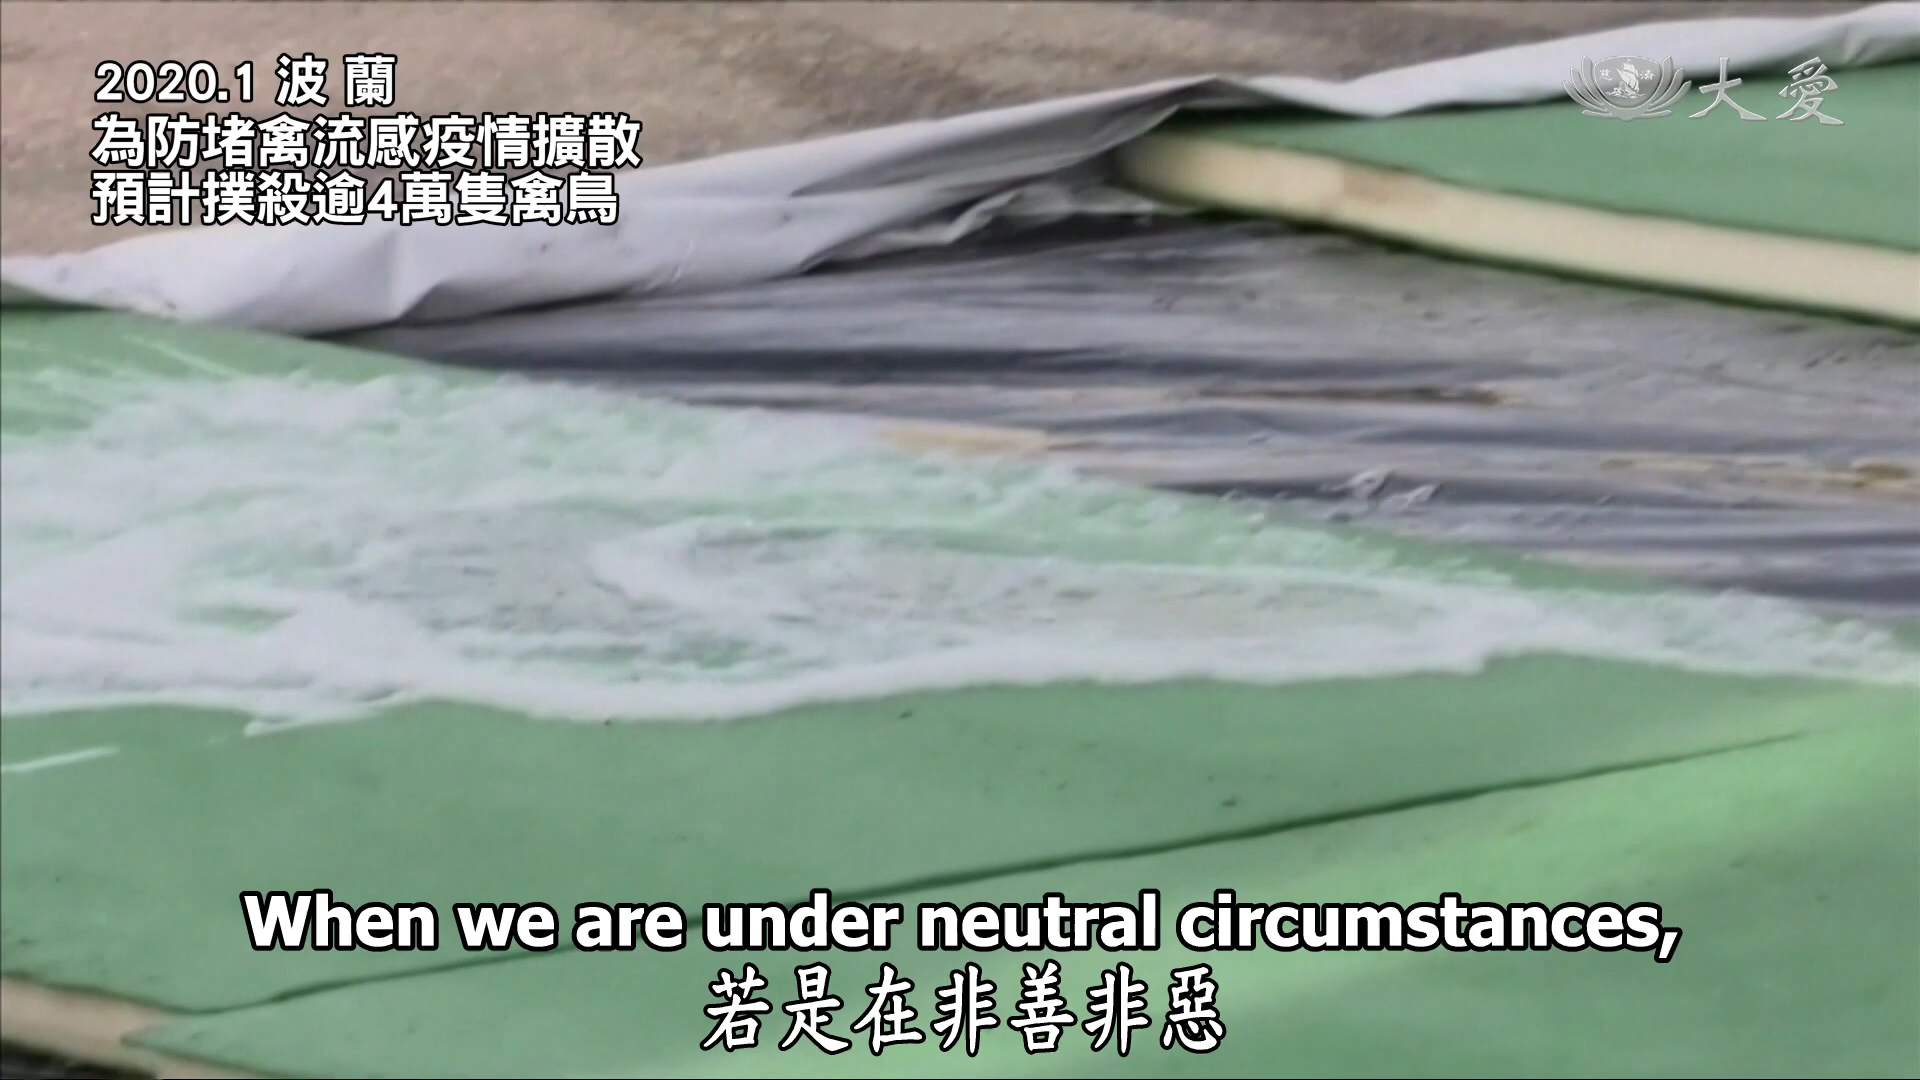 2020.1 波蘭
為防堵禽流感疫情擴散
預計撲殺逾4萬隻禽鳥
慈濟
大愛
When we are under neutral circumstances,
若是在非善非惡